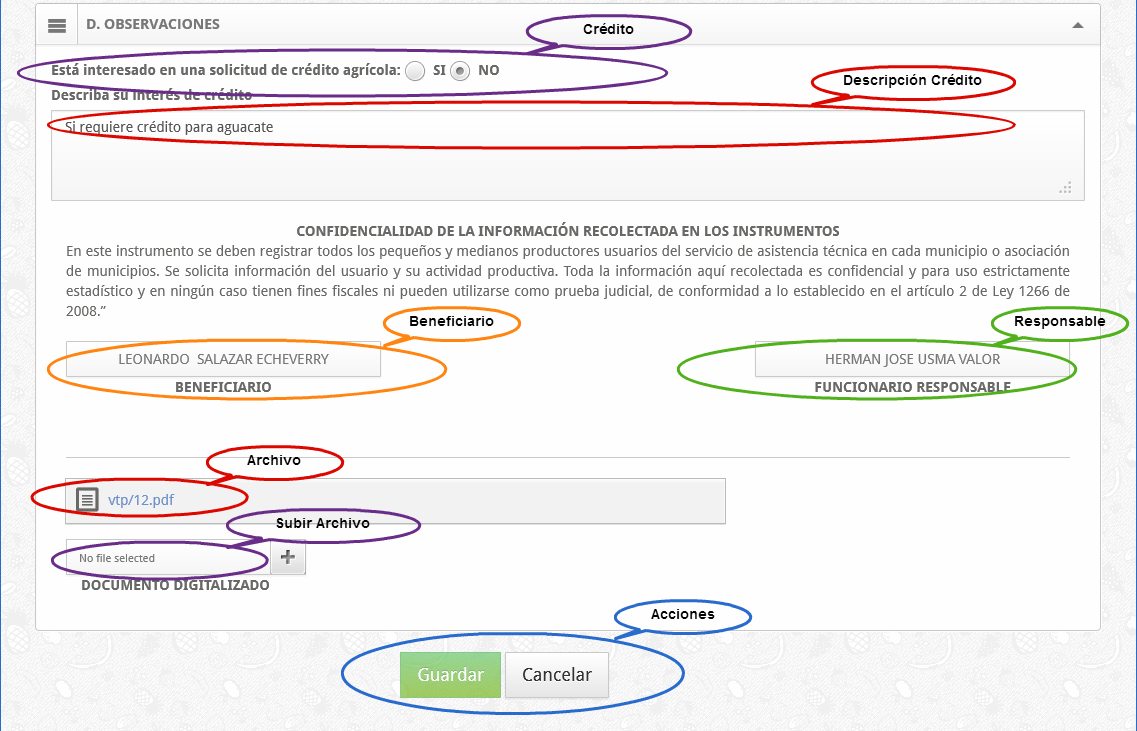 D. OBSERVACIONES
Crédito
Está interesado en una solicitud de crédito agrícola: SI NO
Descripción Crédito
Describa su interés de crédito
Si requiere crédito para aguacate
CONFIDENCIALIDAD DE LA INFORMACIÓN RECOLECTADA EN LOS INSTRUMENTOS
En este instrumento se deben registrar todos los pequeños y medianos productores usuarios del servicio de asistencia técnica en cada municipio o asociación
de municipios. Se solicita información del usuario y su actividad productiva. Toda la información aquí recolectada es confidencial y para uso estrictamente
estadístico y en ningún caso tienen fines fiscales ni pueden utilizarse como prueba judicial, de conformidad a lo establecido en el artículo 2 de Ley 1266 de
2008.”
Beneficiario
Responsable
LEONARDO SALAZAR ECHEVERRY
HERMAN JOSE USMA VALOR
BENEFICIARIO
FUNCIONARIO RESPONSABLE
Archivo
vtp/12.pdf
Subir Archivo
No file selected
DOCUMENTO DIGITALIZADO
Acciones
Guardar
Cancelar